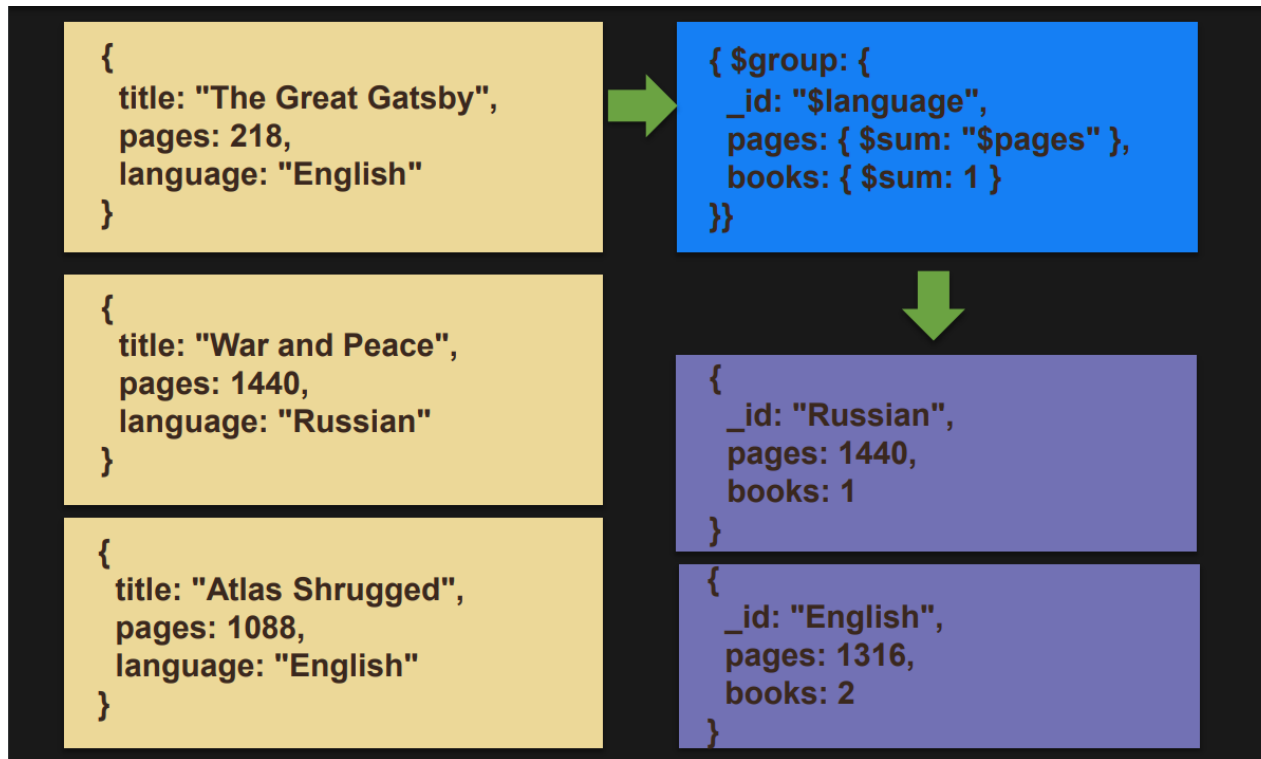 {
title: "The Great Gatsby",
pages: 218,
language: "English"
}
{
title: "War and Peace",
pages: 1440,
language: "Russian"
}
{
title: "Atlas Shrugged",
pages: 1088,
language: "English"
}
{ $group: {
_id: "$language",
pages: { $sum: "$pages" },
books: { $sum: 1 }
}}
{
_id: "Russian",
pages: 1440,
books: 1
}
{
_id: "English",
pages: 1316,
books: 2
}